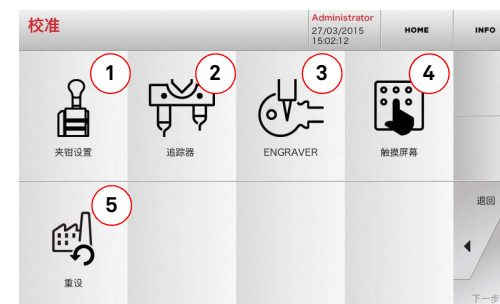 校准
Administrator
27/03/2015
15:02:12
HOME
INFO
1
2
3
4
夹钳设置
追踪器
ENGRAVER
触摸屏幕
5
退回
重设
下一步